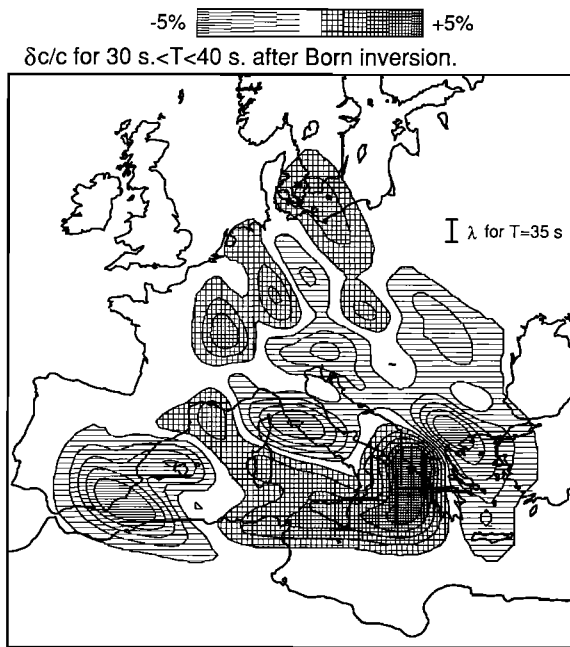 -5% +5%
δc/c for 30 s.<T<40 s. after Born inversion.
λ for T=35 s